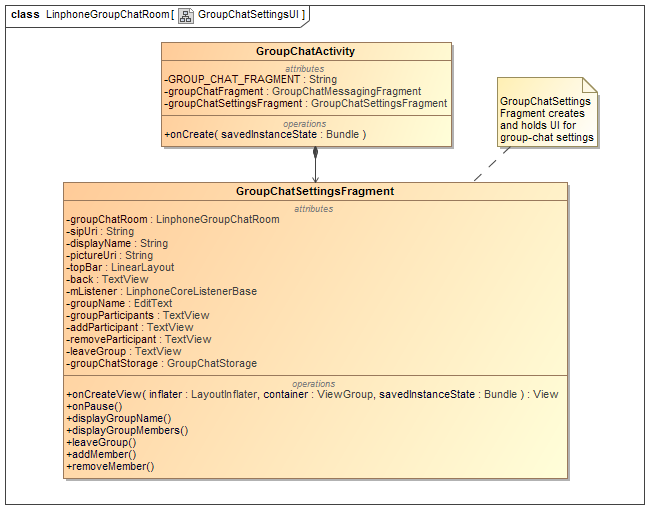 class LinphoneGroupChatRoom[ GroupChatSettingsUI ]
GroupChatActivity
attributes
-GROUP_CHAT_FRAGMENT : String
-groupChatFragment : GroupChatMessagingFragment
-groupChatSettingsFragment : GroupChatSettingsFragment
operations
+onCreate( savedInstanceState : Bundle )
GroupChatSettings
Fragment creates
and holds UI for
group-chat settings
GroupChatSettingsFragment
attributes
-groupChatRoom : LinphoneGroupChatRoom
-sipUri : String
-displayName : String
-pictureUri : String
-topBar : LinearLayout
-back : TextView
-mListener : LinphoneCoreListenerBase
-groupName : EditText
-groupParticipants : TextView
-addParticipant : TextView
-removeParticipant : TextView
-leaveGroup : TextView
-groupChatStorage : GroupChatStorage
operations
+onCreateView( inflater : LayoutInflater, container : ViewGroup, savedInstanceState : Bundle ) : View
+onPause()
+displayGroupName()
+displayGroupMembers()
+leaveGroup()
+addMember()
+removeMember()